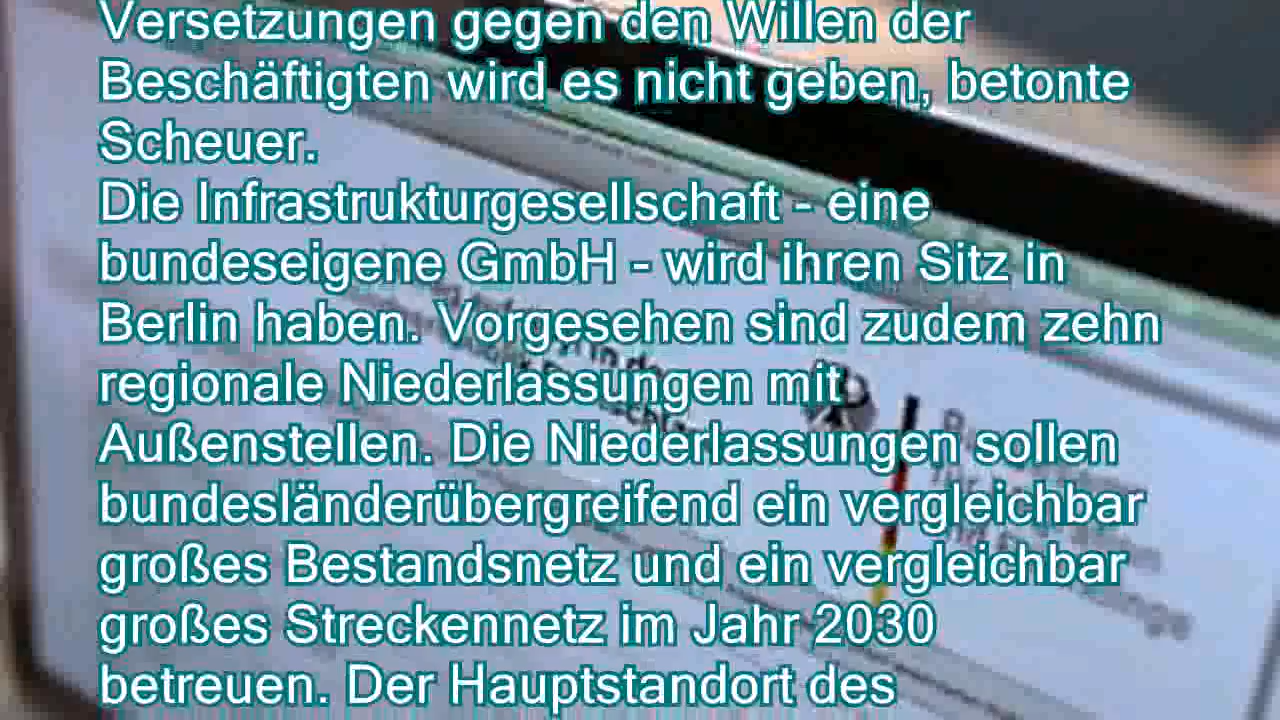 Versetzungen gegen den Willen der
Beschäftigten wird es nicht geben, betonte
Scheuer.
Die Infrastrukturgesellschaft - eine
bundeseigene GmbH - wird ihren Sitz in
Berlin haben. Vorgesehen sind zudem zehn
regionale Niederlassungen mit
Außenstellen. Die Niederlassungen sollen
bundesländerübergreifend ein vergleichbar
großes Bestandsnetz und ein vergleichbar
großes Streckennetz im Jahr 2030
betreuen. Der Hauptstandort des